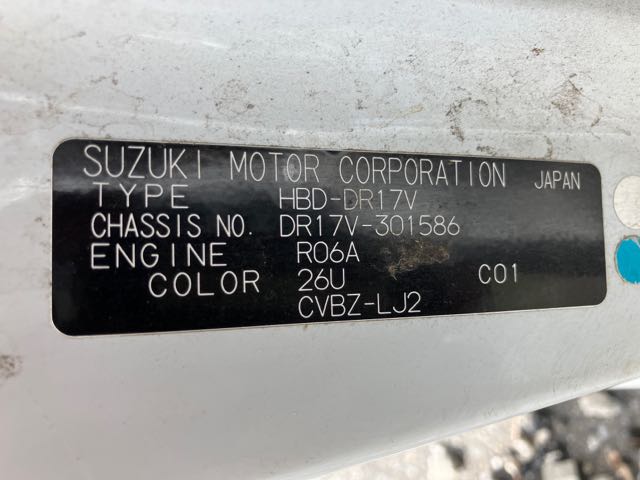 SUZUKI MOTOR CORPORATION JAPAN
TYPE HBD-DR17V
CHASSIS NO. DR17V-301586
ENGINE R06A
COLOR 26U C01
CVBZ-LJ2